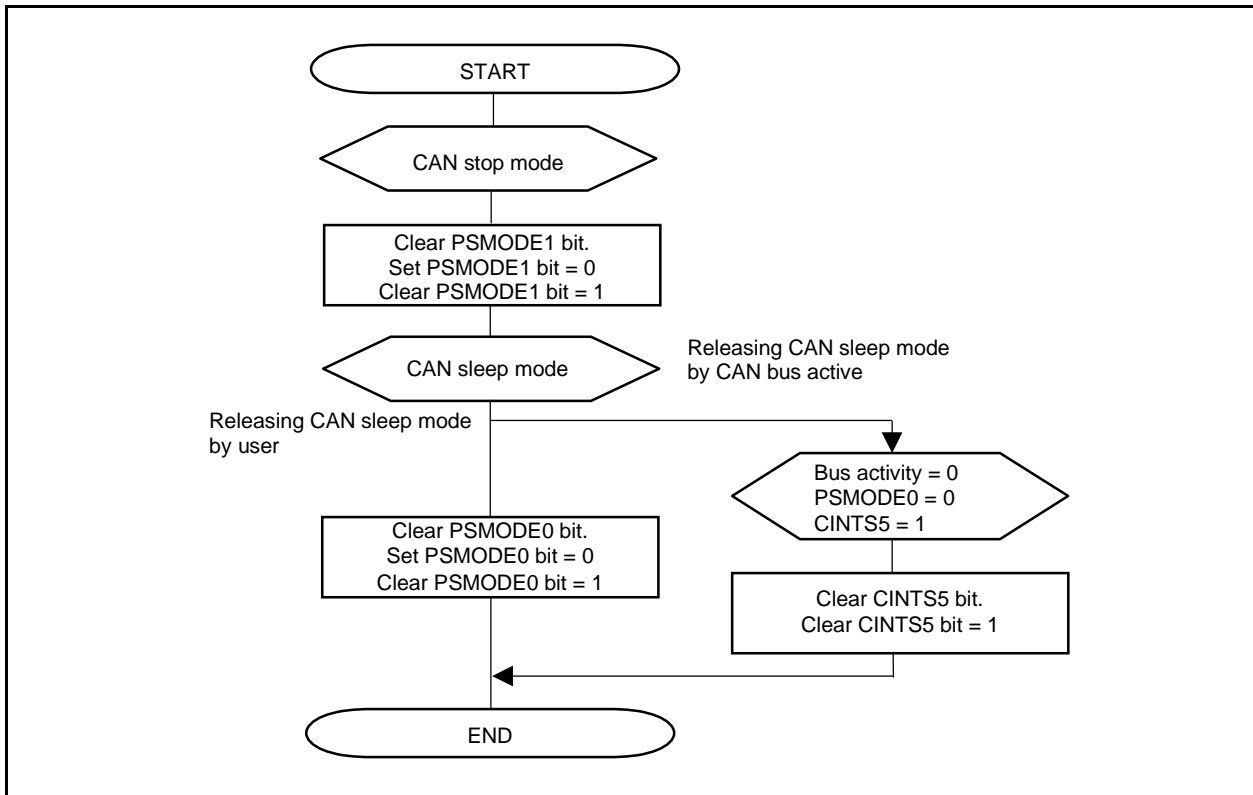 START
CAN stop mode
Clear PSMODE1 bit.
Set PSMODE1 bit = 0
Clear PSMODE1 bit = 1
CAN sleep mode
Releasing CAN sleep mode
by CAN bus active
Releasing CAN sleep mode
by user
Bus activity = 0
PSMODE0 = 0
CINTS5 = 1
Clear PSMODE0 bit.
Set PSMODE0 bit = 0
Clear PSMODE0 bit = 1
Clear CINTS5 bit.
Clear CINTS5 bit = 1
END